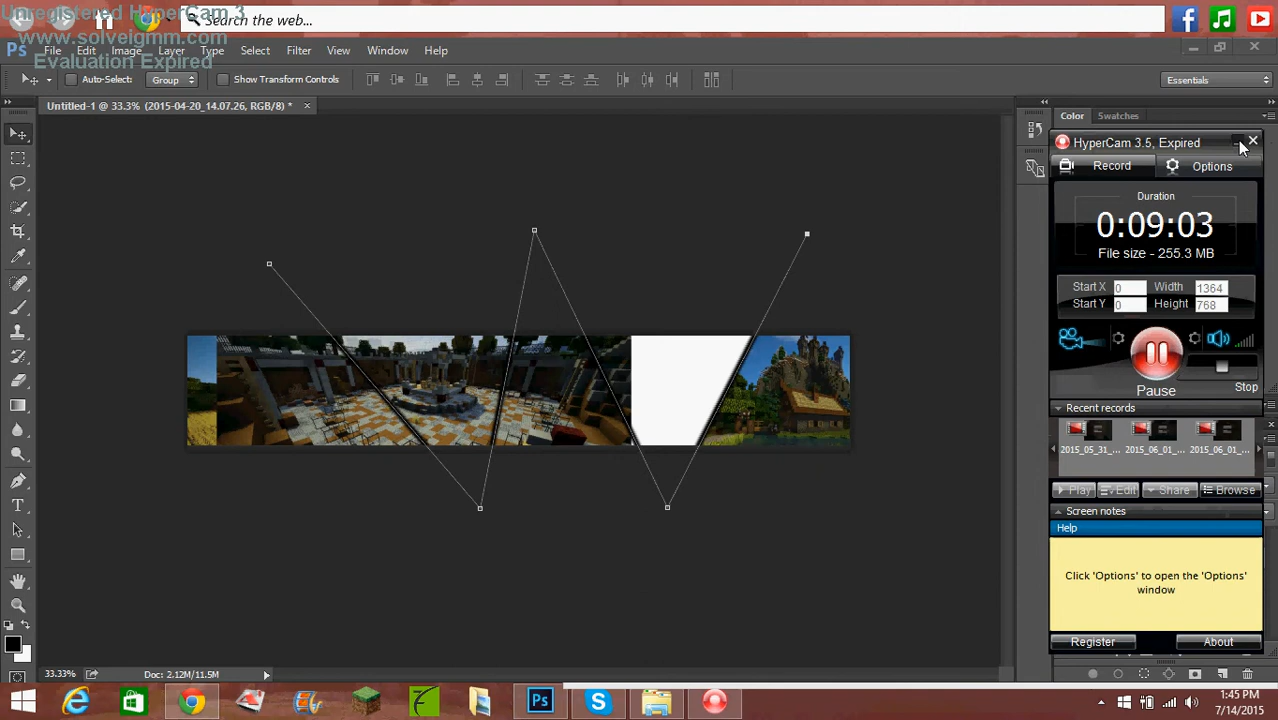 Unregistered HyperCam 3
www.solveigmm.com
Evaluation Expired
Search the web...
Ps File Edit Image Layer Type Select Filter View Window Help
Auto-Select: Group Show Transform Controls Essentials
Untitled-1 @ 33.3% (2015-04-20_14.07.26, RGB/8) *
Color Swatches
HyperCam 3.5, Expired
Record Options
Duration
0:09:03
File size - 255.3 MB
Start X 0 Width 1364
Start Y 0 Height 768
Pause
Stop
Recent records
2015_05_31_... 2015_06_01_... 2015_06_01_...
Play Edit Share Browse
Screen notes
Help
Click 'Options' to open the 'Options'
window
Register About
33.33% Doc: 2.12M/11.5M
Ps
1:45 PM
7/14/2015